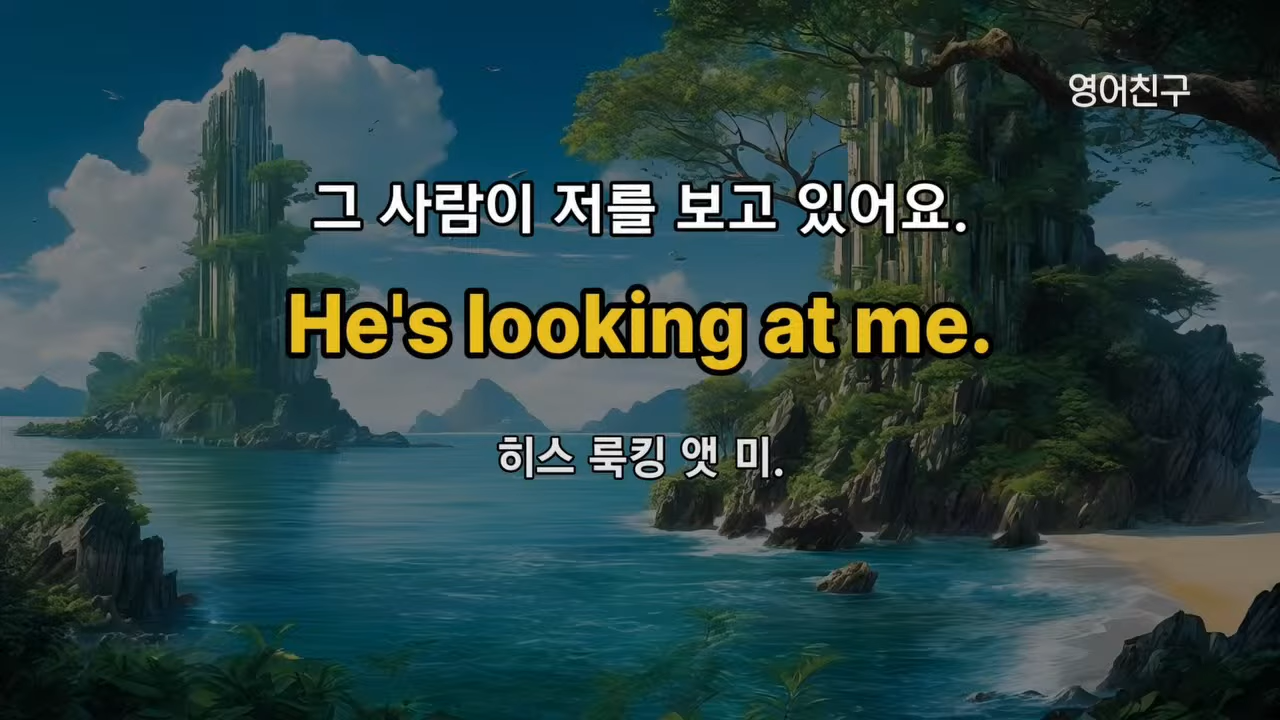 영어친구
그 사람이 저를 보고 있어요.
He's looking at me.
히스 룩킹 앳 미.